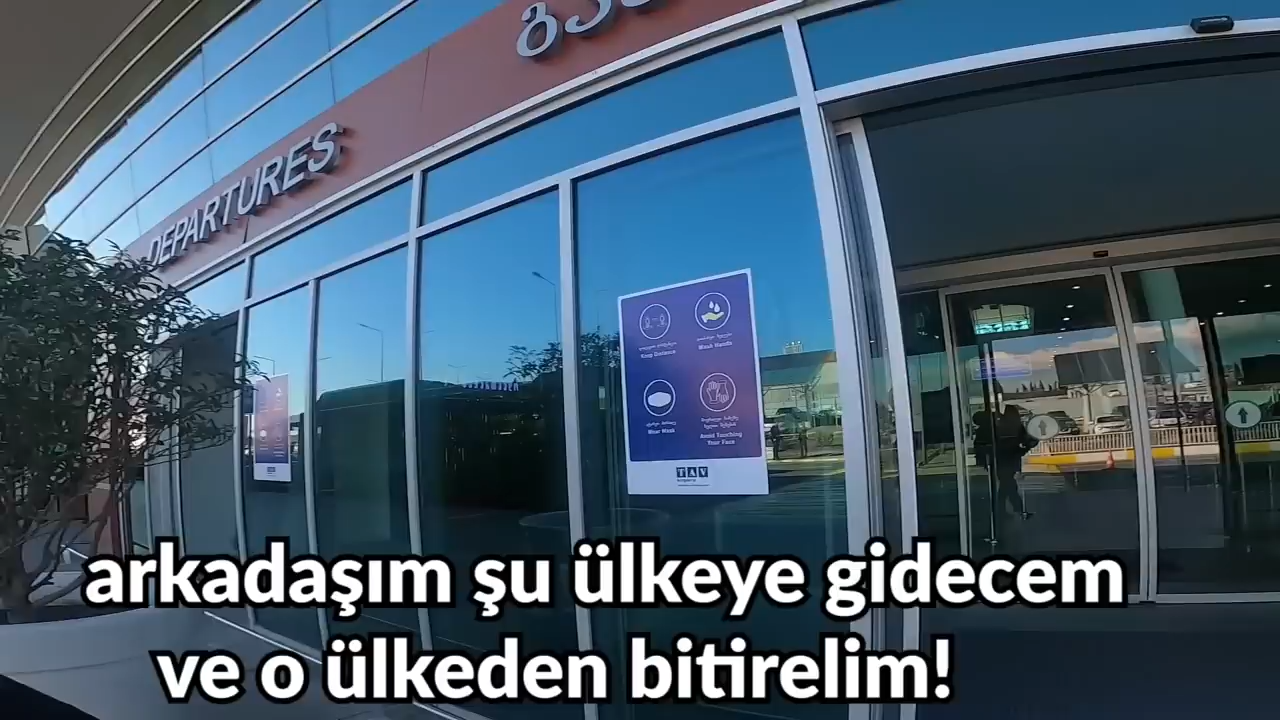 DEPARTURES
Keep Distance
Wash Hands
Wear Mask
Avoid Touching
Your Face
TAV
arkadaşım şu ülkeye gidecem
ve o ülkeden bitirelim!